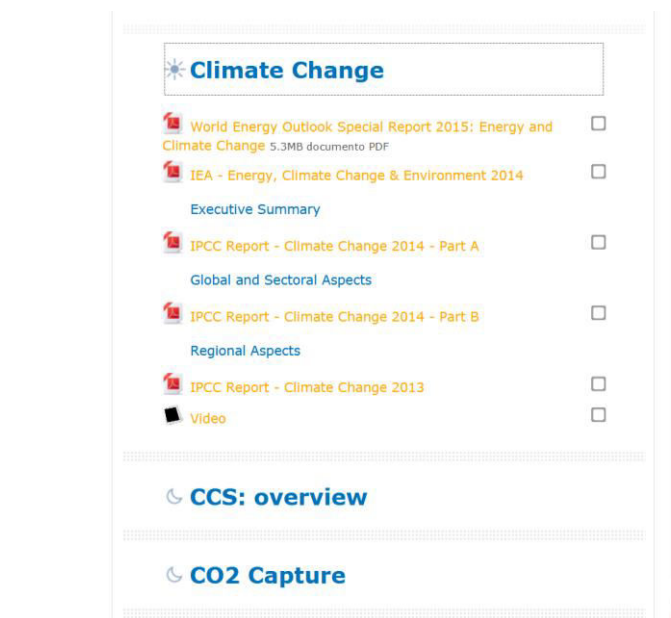 Climate Change
World Energy Outlook Special Report 2015: Energy and
Climate Change 5.3MB documento PDF
IEA - Energy, Climate Change & Environment 2014
Executive Summary
IPCC Report - Climate Change 2014 - Part A
Global and Sectoral Aspects
IPCC Report - Climate Change 2014 - Part B
Regional Aspects
IPCC Report - Climate Change 2013
Video
CCS: overview
CO2 Capture